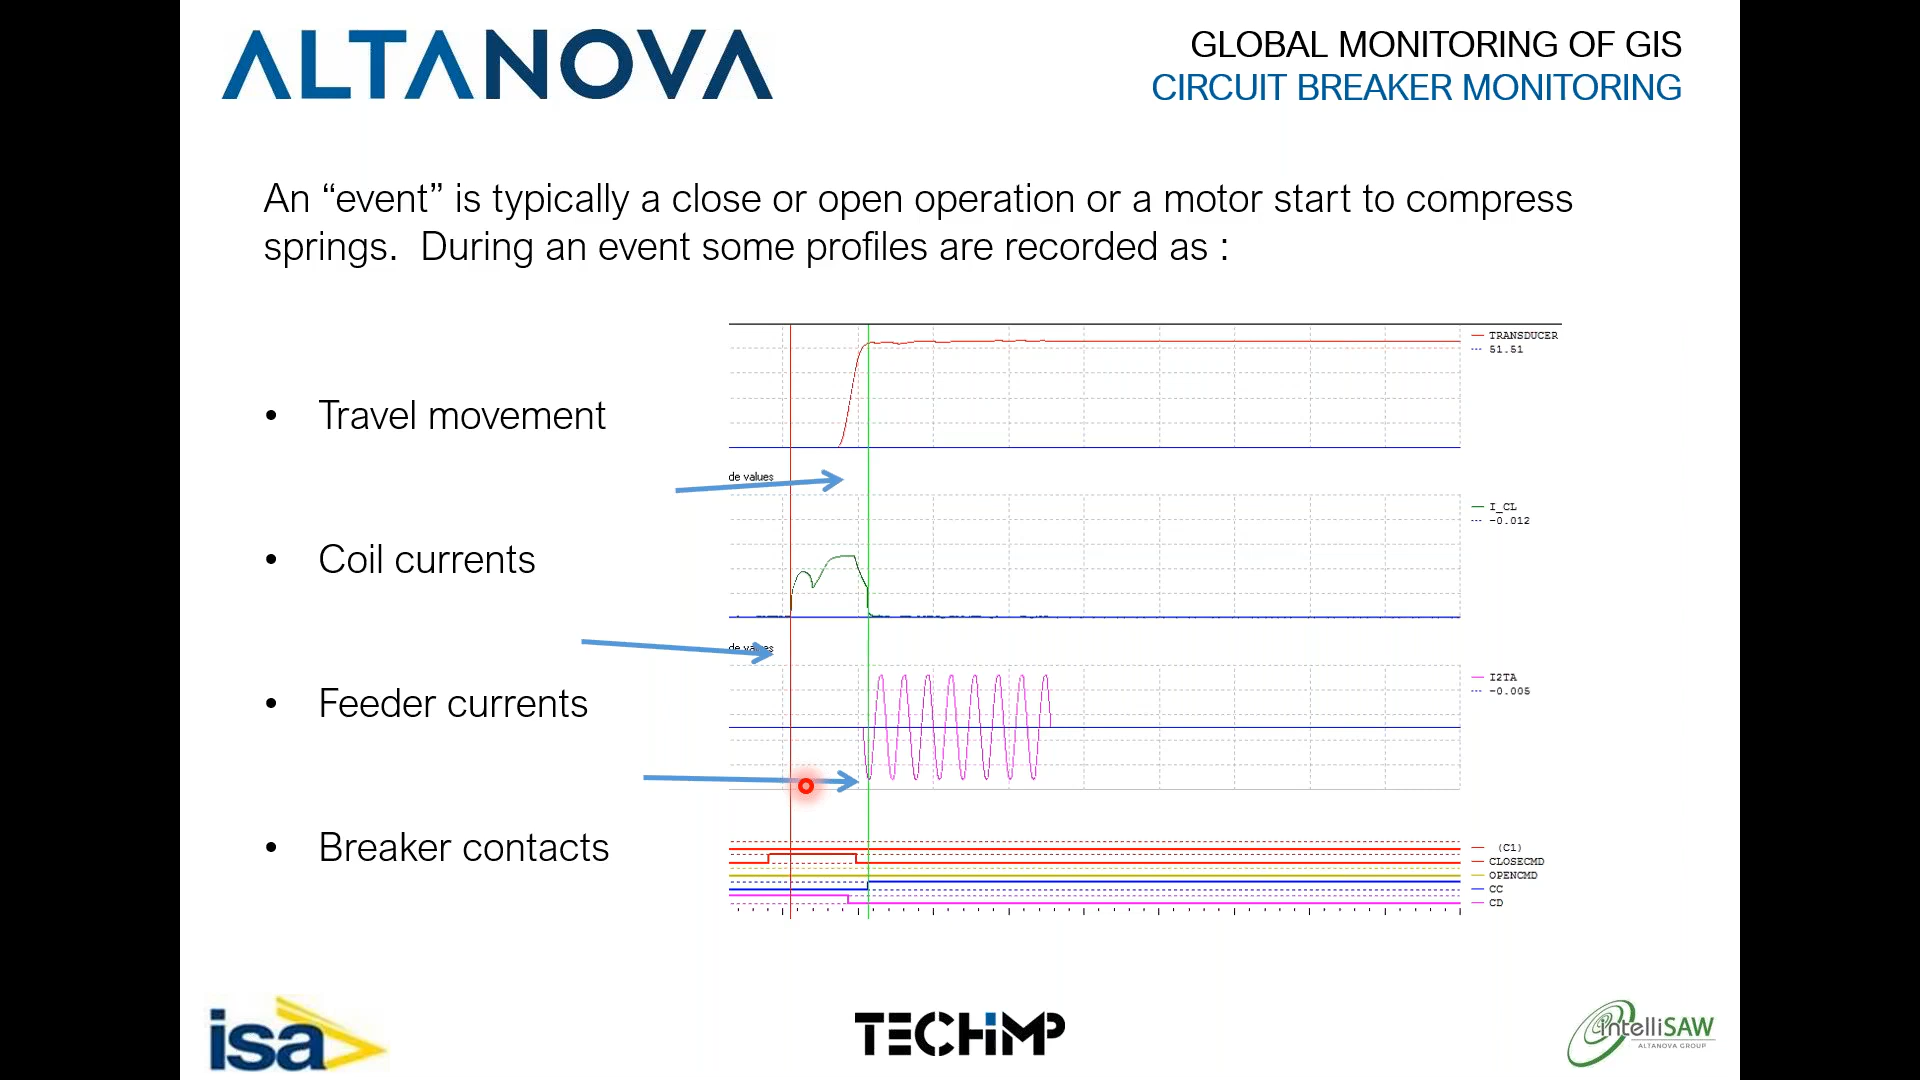 ALTANOVA
GLOBAL MONITORING OF GIS
CIRCUIT BREAKER MONITORING
An “event” is typically a close or open operation or a motor start to compress
springs.  During an event some profiles are recorded as :
• Travel movement
• Coil currents
• Feeder currents
• Breaker contacts
TRANSDUCER
51.51
de values
I_CL
-0.012
de values
I2TA
-0.005
(C1)
CLOSECMD
OPENCMD
CC
CD
isa
TECHIMP
intelliSAW
ALTANOVA GROUP